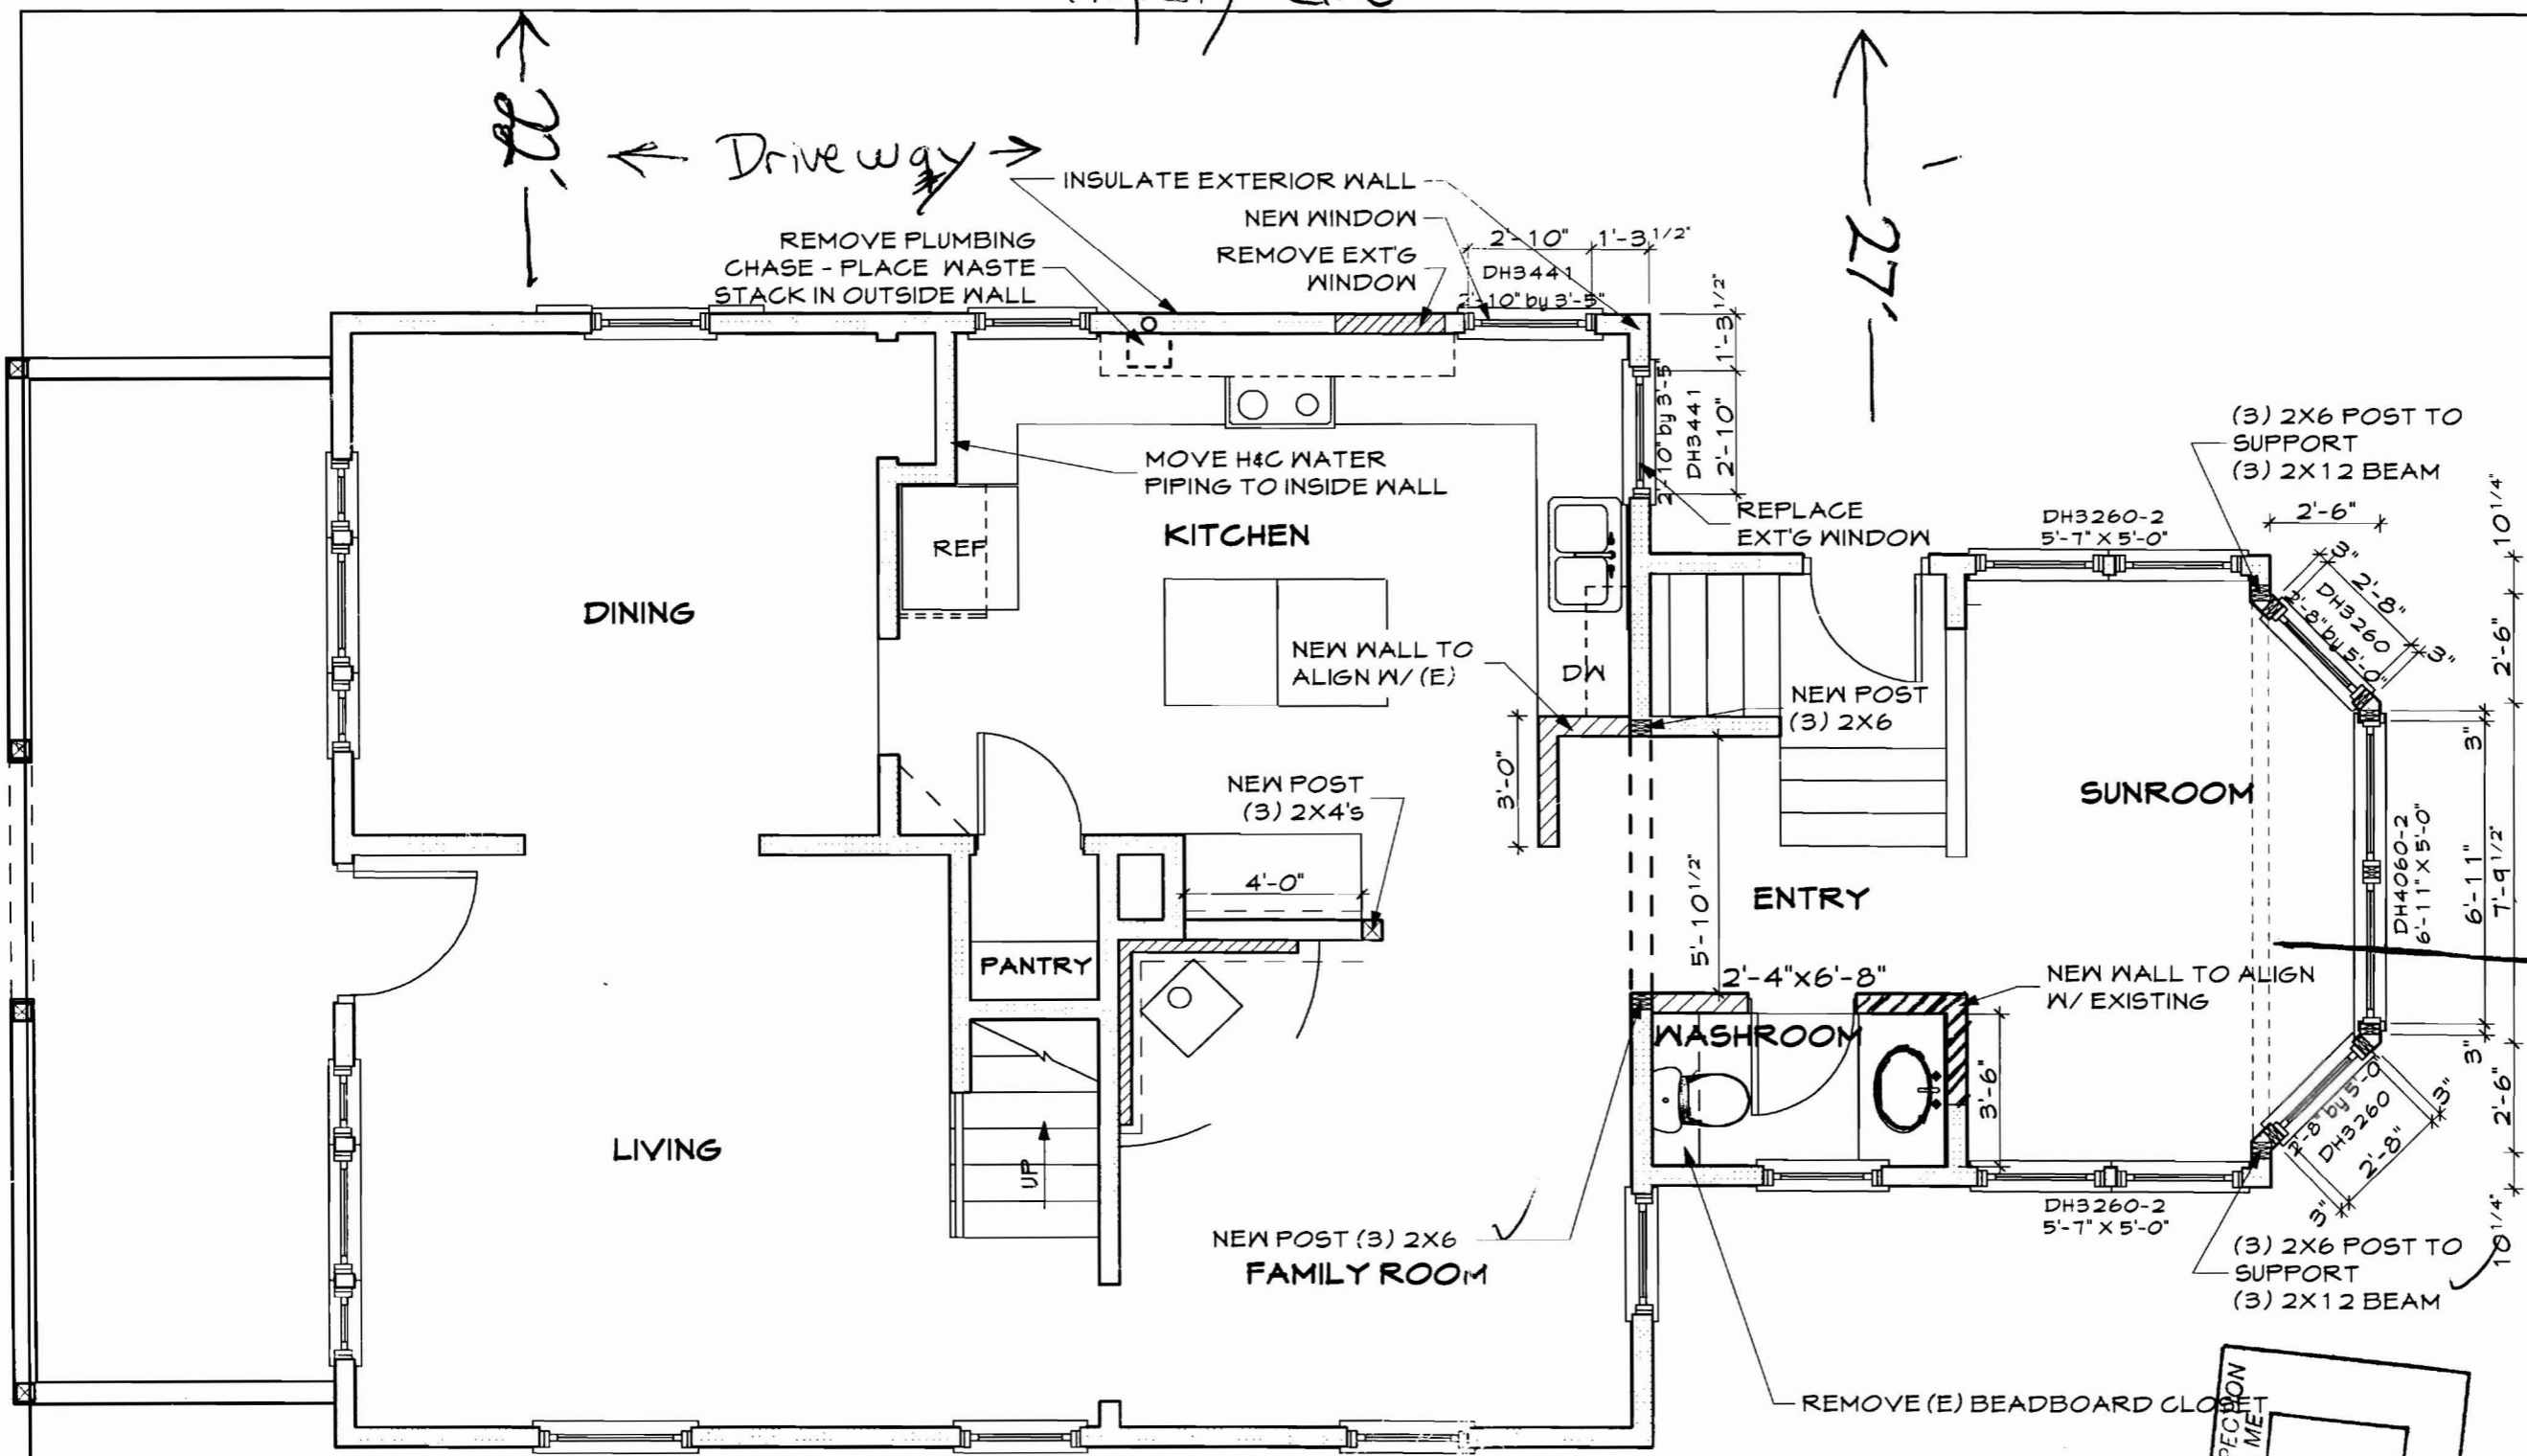 22'
← Driveway →
27'
INSULATE EXTERIOR WALL
NEW WINDOW
REMOVE EXT'G
WINDOW
REMOVE PLUMBING
CHASE - PLACE WASTE
STACK IN OUTSIDE WALL
2'-10"
1'-3 1/2"
DH3441
2'-10" by 3'-5"
1'-3 1/2"
2'-10" by 3'-5"
DH3441
2'-10"
MOVE H&C WATER
PIPING TO INSIDE WALL
REPLACE
EXT'G WINDOW
(3) 2X6 POST TO
SUPPORT
(3) 2X12 BEAM
2'-6"
10 1/4"
DH3260-2
5'-7" X 5'-0"
3"
2'-8"
DH3260
2'-8" by 5'-0"
3"
2'-6"
REF
KITCHEN
DINING
NEW WALL TO
ALIGN W/ (E)
DW
NEW POST
(3) 2X6
3'-0"
NEW POST
(3) 2X4's
4'-0"
SUNROOM
3"
DH4060-2
6'-11" X 5'-0"
6'-11"
7'-9 1/2"
3"
ENTRY
5'-10 1/2"
PANTRY
2'-4"X6'-8"
NEW WALL TO ALIGN
W/ EXISTING
WASHROOM
3'-6"
LIVING
UP
2'-6"
2'-8" by 5'-0"
DH3260
2'-8"
3"
3"
DH3260-2
5'-7" X 5'-0"
10 1/4"
NEW POST (3) 2X6
FAMILY ROOM
(3) 2X6 POST TO
SUPPORT
(3) 2X12 BEAM
REMOVE (E) BEADBOARD CLOSET